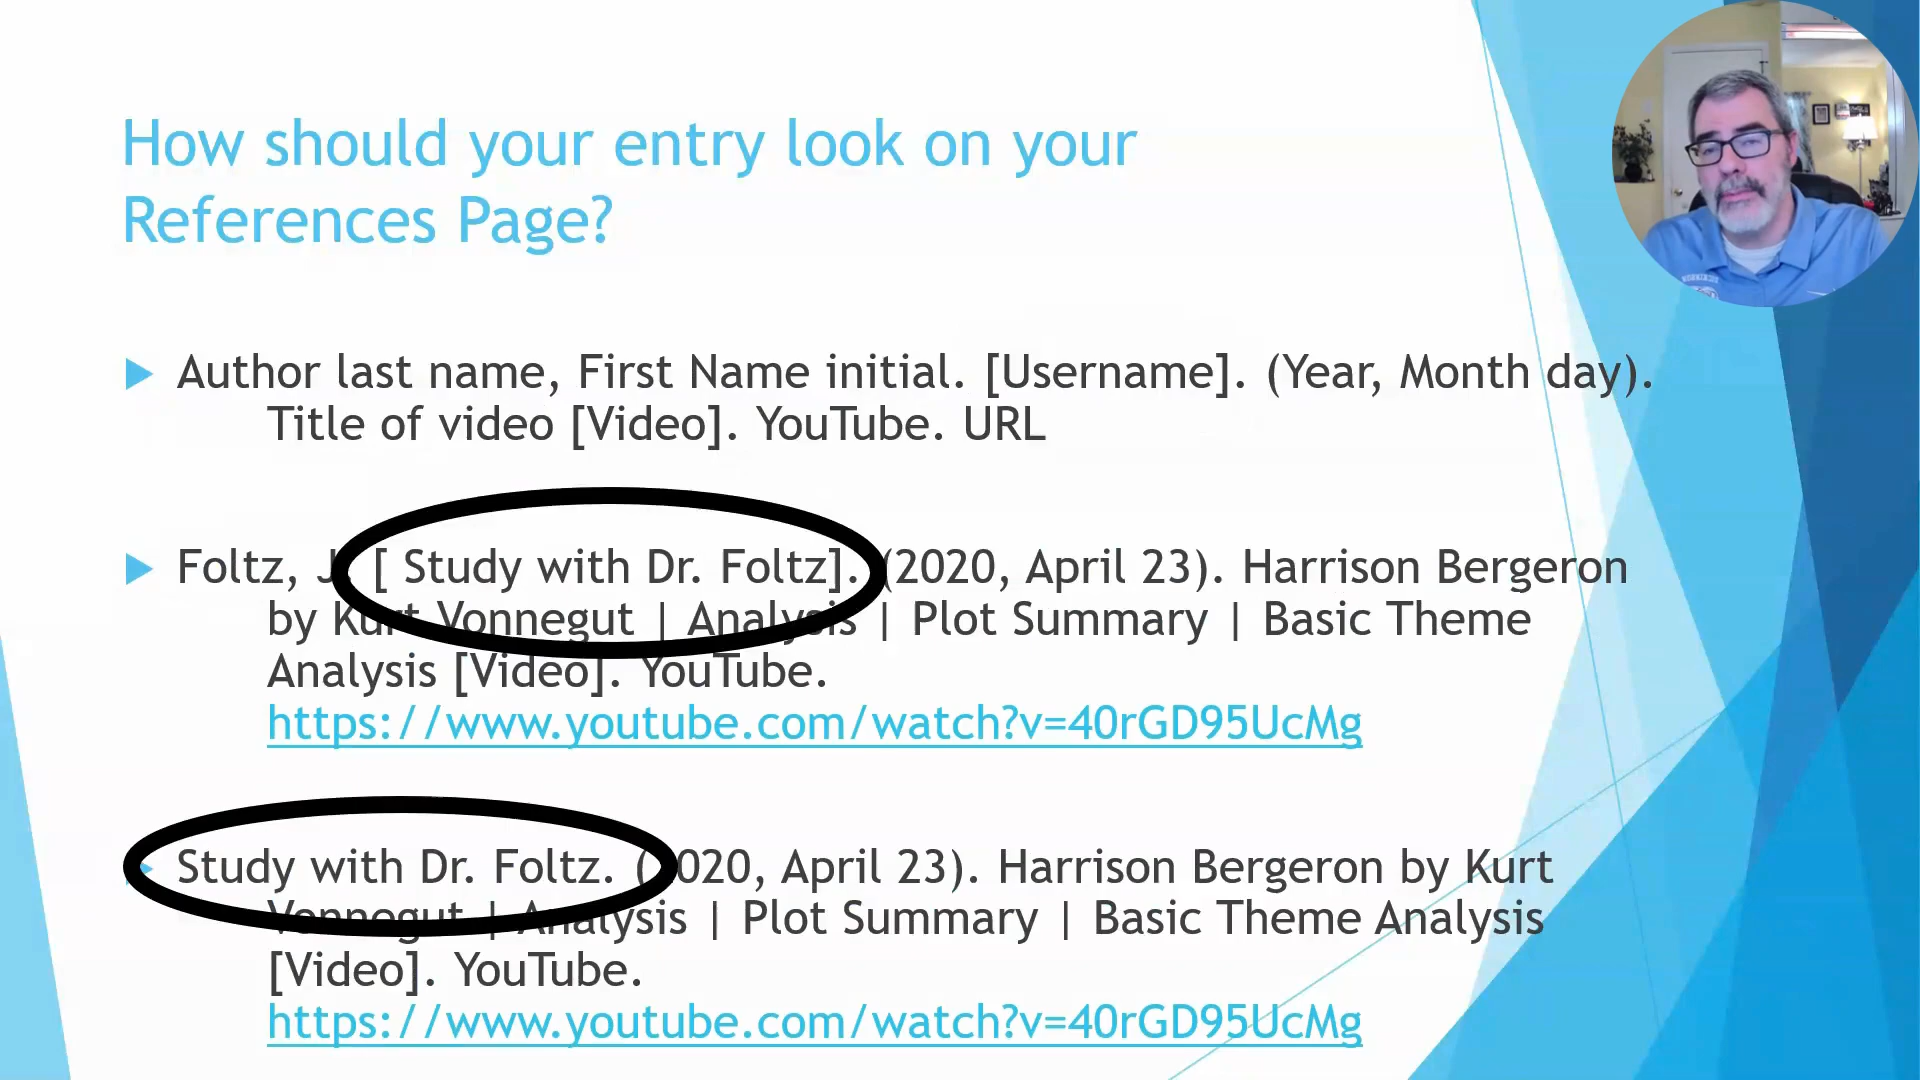 How should your entry look on your
References Page?
Author last name, First Name initial. [Username]. (Year, Month day).
Title of video [Video]. YouTube. URL
Foltz, J. [ Study with Dr. Foltz]. (2020, April 23). Harrison Bergeron
by Kurt Vonnegut | Analysis | Plot Summary | Basic Theme
Analysis [Video]. YouTube.
https://www.youtube.com/watch?v=40rGD95UcMg
Study with Dr. Foltz. (2020, April 23). Harrison Bergeron by Kurt
Vonnegut | Analysis | Plot Summary | Basic Theme Analysis
[Video]. YouTube.
https://www.youtube.com/watch?v=40rGD95UcMg